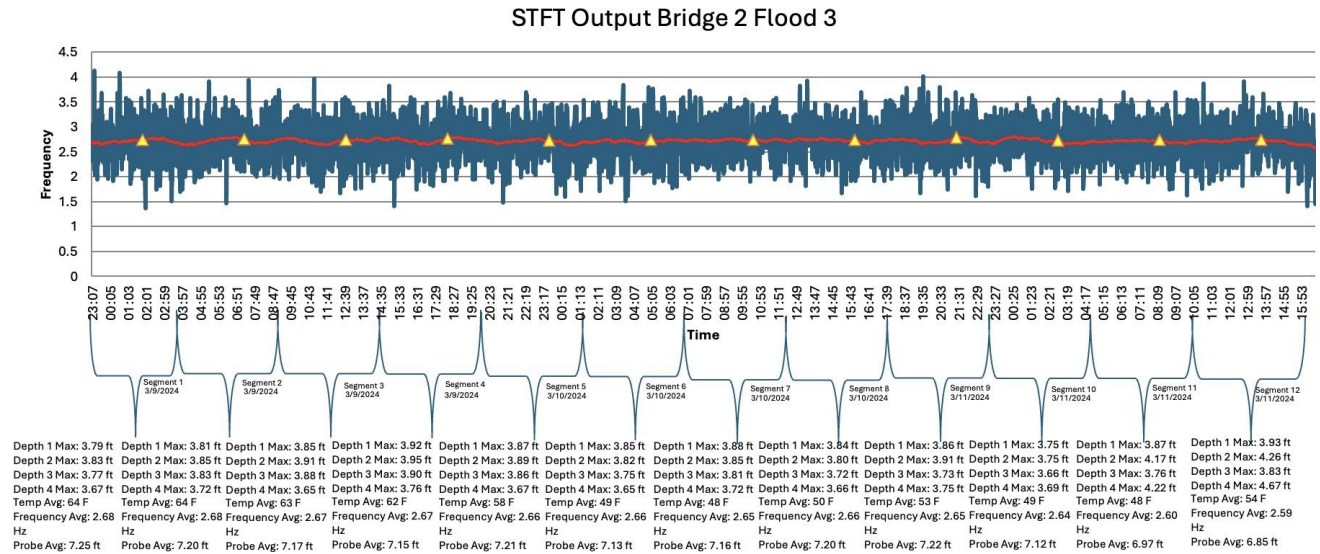 STFT Output Bridge 2 Flood 3
Frequency
4.5
4
3.5
3
2.5
2
1.5
1
0.5
0
23:07
00:05
01:03
02:01
02:59
03:57
04:55
05:53
06:51
07:49
08:47
09:45
10:43
11:41
12:39
13:37
14:35
15:33
16:31
17:29
18:27
19:25
20:23
21:21
22:19
23:17
00:15
01:13
02:11
03:09
04:07
05:05
07:01
07:59
08:57
09:55
10:53
11:51
12:49
13:47
14:45
15:43
16:41
17:39
18:37
19:35
20:33
21:31
22:29
23:27
00:25
01:23
02:21
03:19
04:17
05:15
06:13
07:11
08:09
09:07
10:05
11:03
12:01
12:59
13:57
14:55
15:53
Time
Segment 1
3/9/2024
Segment 2
3/9/2024
Segment 3
3/9/2024
Segment 4
3/9/2024
Segment 5
3/10/2024
Segment 6
3/10/2024
Segment 7
3/10/2024
Segment 8
3/10/2024
Segment 9
3/11/2024
Segment 10
3/11/2024
Segment 11
3/11/2024
Segment 12
3/11/2024
Depth 1 Max: 3.79 ft
Depth 2 Max: 3.83 ft
Depth 3 Max: 3.77 ft
Depth 4 Max: 3.67 ft
Temp Avg: 64 F
Frequency Avg: 2.68
Hz
Probe Avg: 7.25 ft
Depth 1 Max: 3.81 ft
Depth 2 Max: 3.85 ft
Depth 3 Max: 3.83 ft
Depth 4 Max: 3.72 ft
Temp Avg: 64 F
Frequency Avg: 2.68
Hz
Probe Avg: 7.20 ft
Depth 1 Max: 3.85 ft
Depth 2 Max: 3.91 ft
Depth 3 Max: 3.88 ft
Depth 4 Max: 3.65 ft
Temp Avg: 63 F
Frequency Avg: 2.67
Hz
Probe Avg: 7.17 ft
Depth 1 Max: 3.92 ft
Depth 2 Max: 3.95 ft
Depth 3 Max: 3.90 ft
Depth 4 Max: 3.76 ft
Temp Avg: 62 F
Frequency Avg: 2.67
Hz
Probe Avg: 7.15 ft
Depth 1 Max: 3.87 ft
Depth 2 Max: 3.89 ft
Depth 3 Max: 3.86 ft
Depth 4 Max: 3.67 ft
Temp Avg: 58 F
Frequency Avg: 2.66
Hz
Probe Avg: 7.21 ft
Depth 1 Max: 3.85 ft
Depth 2 Max: 3.82 ft
Depth 3 Max: 3.75 ft
Depth 4 Max: 3.65 ft
Temp Avg: 49 F
Frequency Avg: 2.66
Hz
Probe Avg: 7.13 ft
Depth 1 Max: 3.88 ft
Depth 2 Max: 3.85 ft
Depth 3 Max: 3.81 ft
Depth 4 Max: 3.72 ft
Temp Avg: 48 F
Frequency Avg: 2.65
Hz
Probe Avg: 7.16 ft
Depth 1 Max: 3.84 ft
Depth 2 Max: 3.80 ft
Depth 3 Max: 3.72 ft
Depth 4 Max: 3.66 ft
Temp Avg: 50 F
Frequency Avg: 2.66
Hz
Probe Avg: 7.20 ft
Depth 1 Max: 3.86 ft
Depth 2 Max: 3.91 ft
Depth 3 Max: 3.73 ft
Depth 4 Max: 3.75 ft
Temp Avg: 53 F
Frequency Avg: 2.65
Hz
Probe Avg: 7.22 ft
Depth 1 Max: 3.75 ft
Depth 2 Max: 3.75 ft
Depth 3 Max: 3.66 ft
Depth 4 Max: 3.69 ft
Temp Avg: 49 F
Frequency Avg: 2.64
Hz
Probe Avg: 7.12 ft
Depth 1 Max: 3.87 ft
Depth 2 Max: 4.17 ft
Depth 3 Max: 3.76 ft
Depth 4 Max: 4.22 ft
Temp Avg: 48 F
Frequency Avg: 2.60
Hz
Probe Avg: 6.97 ft
Depth 1 Max: 3.93 ft
Depth 2 Max: 4.26 ft
Depth 3 Max: 3.83 ft
Depth 4 Max: 4.67 ft
Temp Avg: 54 F
Frequency Avg: 2.59
Hz
Probe Avg: 6.85 ft